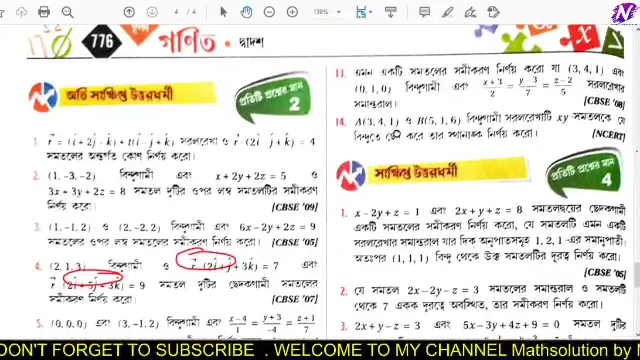 4 / 4
139%
776
গণিত • দ্বাদশ
অতি সংক্ষিপ্ত উত্তরধর্মী
প্রতিটি প্রশ্নের মান 2
1. r = (i + 2j - k) + t(i - j + k) সরলরেখা ও r (2i - j + k) = 4
সমতলের অন্তর্গত কোণ নির্ণয় করো।
2. (1, -3, -2) বিন্দুগামী এবং x + 2y + 2z = 5 ও
3x + 3y + 2z = 8 সমতল দুটির ওপর লম্ব সমতলটির সমীকরণ
নির্ণয় করো। [CBSE '09]
3. (1, -1, 2) ও (2, -2, 2) বিন্দুগামী এবং 6x - 2y + 2z = 9
সমতলের ওপর লম্ব সমতলের সমীকরণ নির্ণয় করো। [CBSE '05]
4. (2, 1, 3) বিন্দুগামী ও r (2i + j + 3k) = 7 এবং
r (2i + 5j + 3k) = 9 সমতল দুটির ছেদকগামী সমতলের
সমীকরণ নির্ণয় করো। [CBSE '07]
5. (0, 0, 0) ও (3, -1, 2) বিন্দুগামী এবং x-4/1 = y+3/-4 = z+1/7
13. এমন একটি সমতলের সমীকরণ নির্ণয় করো যা (3, 4, 1) এবং
(0, 1, 0) বিন্দুগামী এবং x+3/2 = y-3/7 = z-2/5 সরলরেখার
সমান্তরাল। [CBSE '08]
14. A(3, 4, 1) ও B(5, 1, 6) বিন্দুগামী সরলরেখাটি xy সমতলকে যে
বিন্দুতে ছেদ করে তার স্থানাঙ্ক নির্ণয় করো। [NCERT]
সংক্ষিপ্ত উত্তরধর্মী
প্রতিটি প্রশ্নের মান 4
1. x - 2y + z = 1 এবং 2x + y + z = 8 সমতলদ্বয়ের ছেদকগামী
একটি সমতলের সমীকরণ নির্ণয় করো, যে সমতলটি এমন একটি
সরলরেখার সমান্তরাল যার দিক অনুপাতসমূহ 1, 2, 1-এর সমানুপাতী।
অতঃপর (1, 1, 1) বিন্দু থেকে উক্ত সমতলটির দূরত্ব নির্ণয় করো।
[CBSE '05]
2. যে সমতল 2x - 2y - z = 3 সমতলের সমান্তরাল ও সমতলটি
থেকে 7 একক দূরত্বে অবস্থিত, তার সমীকরণ নির্ণয় করো।
3. 2x + y - z = 3 এবং 5x - 3y + 4z + 9 = 0 সমতল দুটির
DON'T FORGET TO SUBSCRIBE . WELCOME TO MY CHANNEL Mathsolution by